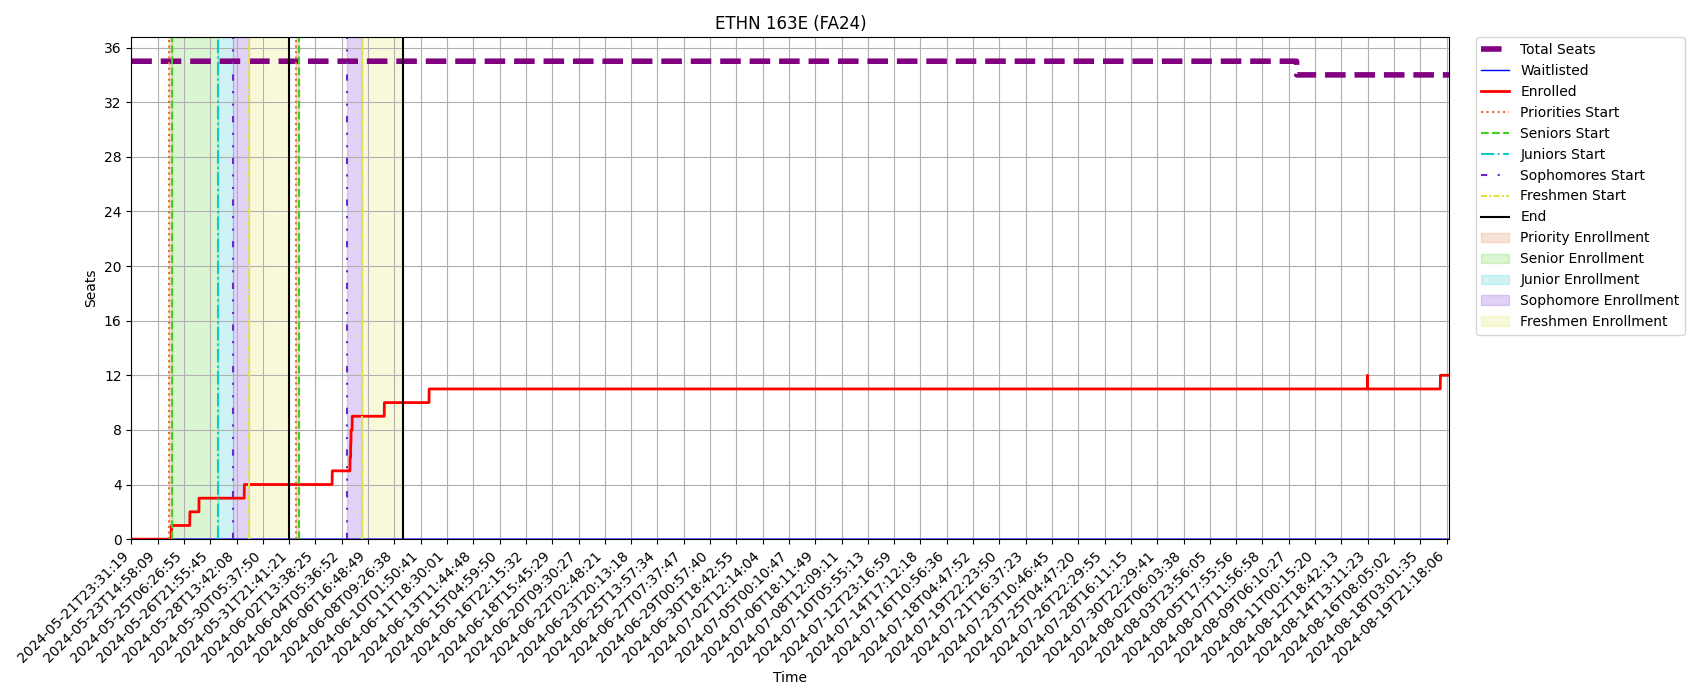 ETHN 163E (FA24)
36
32
28
24
20
16
12
8
4
0
Seats
2024-05-21T23:31:19
2024-05-23T14:58:09
2024-05-25T06:26:55
2024-05-26T21:55:45
2024-05-28T13:42:08
2024-05-30T05:37:50
2024-05-31T21:41:21
2024-06-02T13:38:25
2024-06-04T05:36:52
2024-06-06T16:48:49
2024-06-08T09:26:38
2024-06-10T01:50:41
2024-06-11T18:30:01
2024-06-13T11:44:48
2024-06-15T04:59:50
2024-06-16T22:15:32
2024-06-18T15:45:29
2024-06-20T09:30:27
2024-06-22T02:48:21
2024-06-23T20:13:18
2024-06-25T13:57:34
2024-06-27T07:37:47
2024-06-29T00:57:40
2024-06-30T18:42:55
2024-07-02T12:14:04
2024-07-05T00:10:47
2024-07-06T18:11:49
2024-07-08T12:09:11
2024-07-10T05:55:13
2024-07-12T23:16:59
2024-07-14T17:12:18
2024-07-16T10:56:36
2024-07-18T04:47:52
2024-07-19T22:23:50
2024-07-21T16:37:23
2024-07-23T10:46:45
2024-07-25T04:47:20
2024-07-26T22:29:55
2024-07-28T16:11:15
2024-07-30T22:29:41
2024-08-02T06:03:38
2024-08-03T23:56:05
2024-08-05T17:55:56
2024-08-07T11:56:58
2024-08-09T06:10:27
2024-08-11T00:15:20
2024-08-12T18:42:13
2024-08-14T13:11:23
2024-08-16T08:05:02
2024-08-18T03:01:35
2024-08-19T21:18:06
Time
Total Seats
Waitlisted
Enrolled
Priorities Start
Seniors Start
Juniors Start
Sophomores Start
Freshmen Start
End
Priority Enrollment
Senior Enrollment
Junior Enrollment
Sophomore Enrollment
Freshmen Enrollment